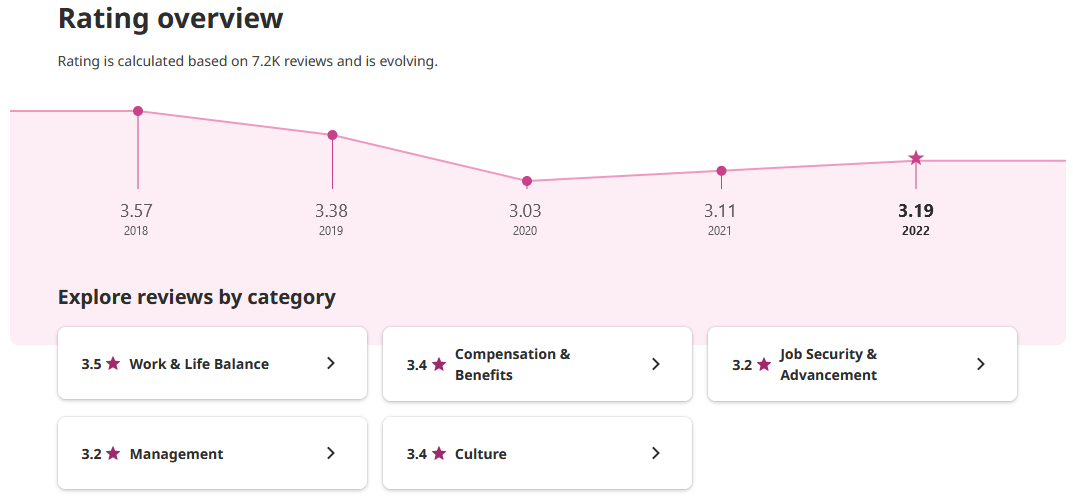 Rating overview
Rating is calculated based on 7.2K reviews and is evolving.
3.57 3.38 3.03 3.11 3.19
2018 2019 2020 2021 2022
Explore reviews by category
3.5 ★ Work & Life Balance
3.4 ★ Compensation &
Benefits
3.2 ★ Job Security &
Advancement
3.2 ★ Management
3.4 ★ Culture